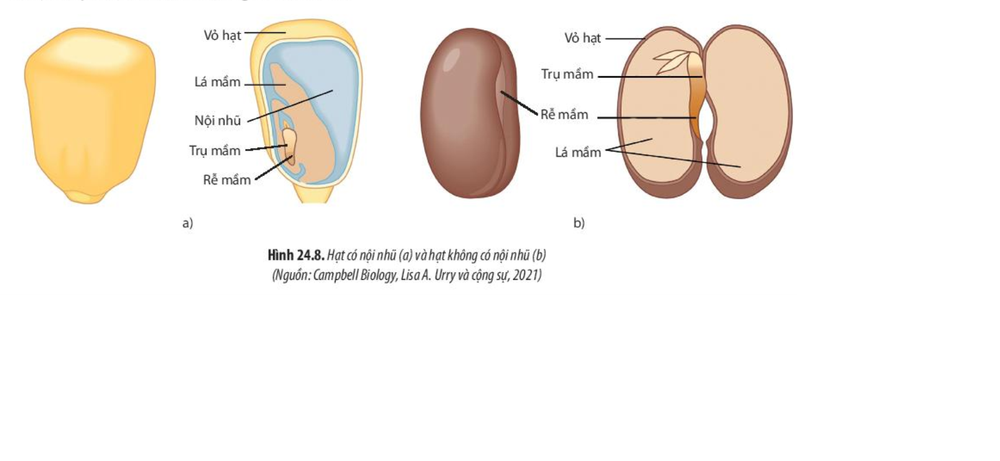 Vỏ hạt
Lá mầm
Nội nhũ
Trụ mầm
Rễ mầm
a)
Vỏ hạt
Trụ mầm
Rễ mầm
Lá mầm
b)
Hình 24.8. Hạt có nội nhũ (a) và hạt không có nội nhũ (b)
(Nguồn: Campbell Biology, Lisa A. Urry và cộng sự, 2021)